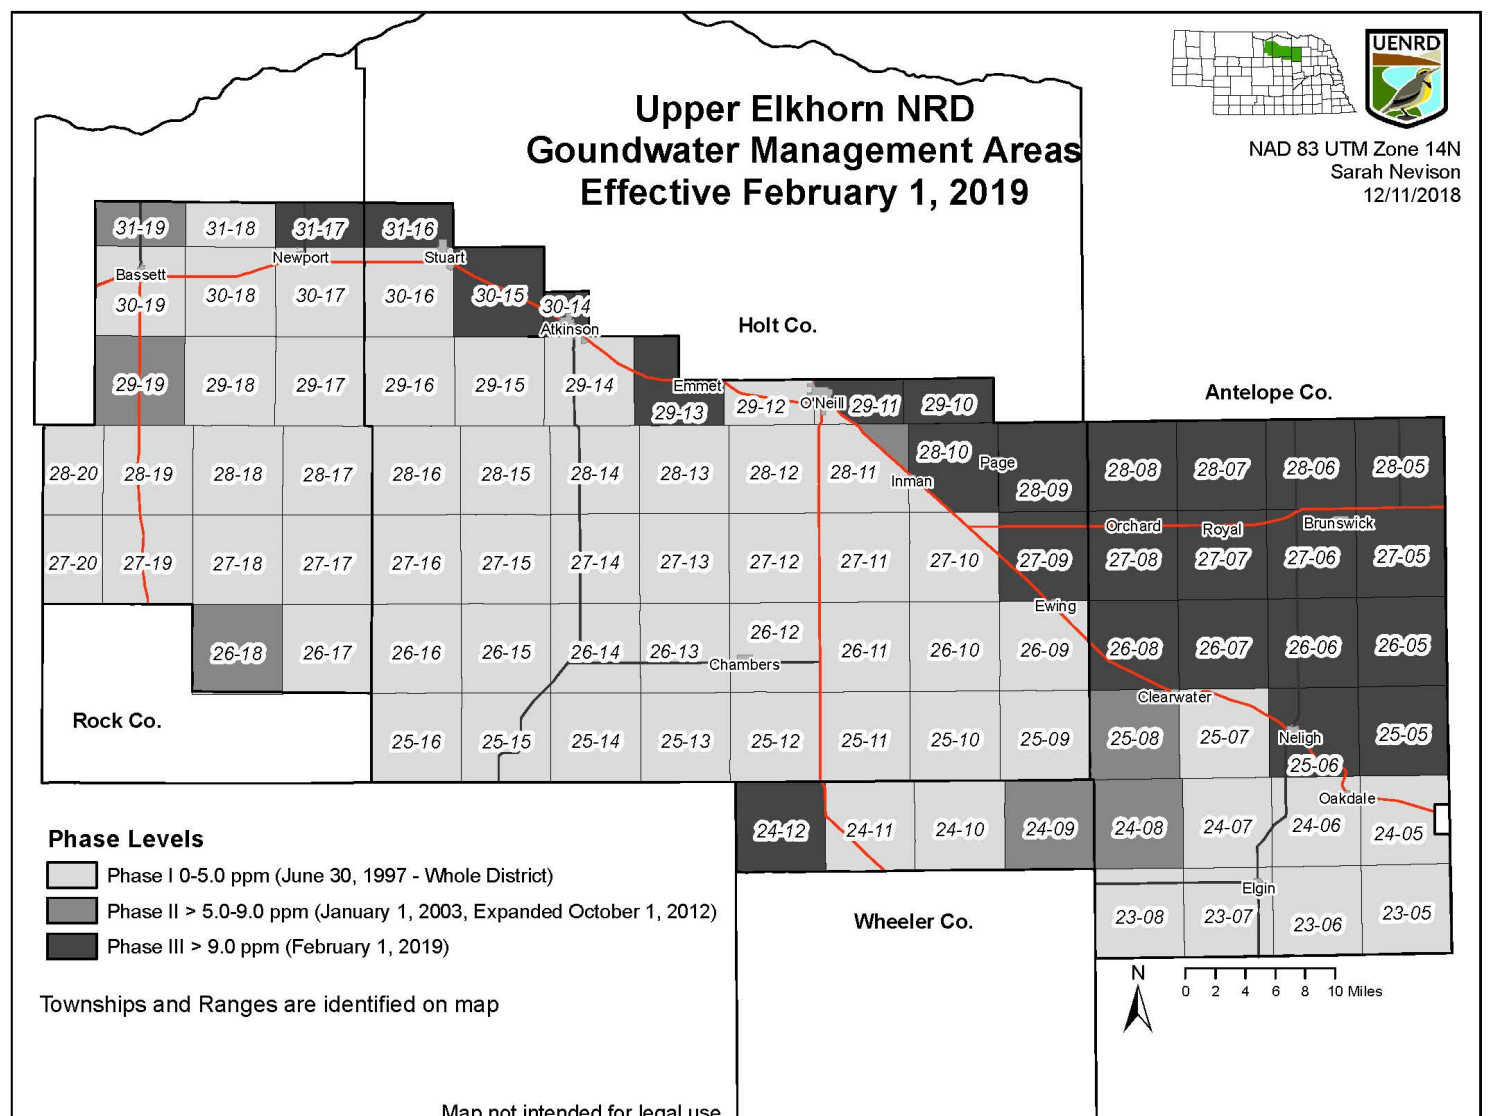 UENRD
Upper Elkhorn NRD
Goundwater Management Areas
Effective February 1, 2019
NAD 83 UTM Zone 14N
Sarah Nevison
12/11/2018
31-19 31-18 31-17 31-16
Bassett Newport Stuart
30-19 30-18 30-17 30-16 30-15 30-14
Atkinson
Holt Co.
29-19 29-18 29-17 29-16 29-15 29-14 Emmet
29-13 29-12 O'Neill 29-11 29-10
Antelope Co.
28-20 28-19 28-18 28-17 28-16 28-15 28-14 28-13 28-12 28-11 28-10 Page 28-08 28-07 28-06 28-05
Inman 28-09
Orchard Royal Brunswick
27-20 27-19 27-18 27-17 27-16 27-15 27-14 27-13 27-12 27-11 27-10 27-09 27-08 27-07 27-06 27-05
Ewing
26-18 26-17 26-16 26-15 26-14 26-13 26-12 26-11 26-10 26-09 26-08 26-07 26-06 26-05
Chambers
Clearwater
Rock Co.
25-16 25-15 25-14 25-13 25-12 25-11 25-10 25-09 25-08 25-07 Neligh 25-05
25-06
Oakdale
24-12 24-11 24-10 24-09 24-08 24-07 24-06 24-05
Elgin
23-08 23-07 23-06 23-05
Wheeler Co.
Phase Levels
Phase I 0-5.0 ppm (June 30, 1997 - Whole District)
Phase II > 5.0-9.0 ppm (January 1, 2003, Expanded October 1, 2012)
Phase III > 9.0 ppm (February 1, 2019)
Townships and Ranges are identified on map
N
0 2 4 6 8 10 Miles
Map not intended for legal use